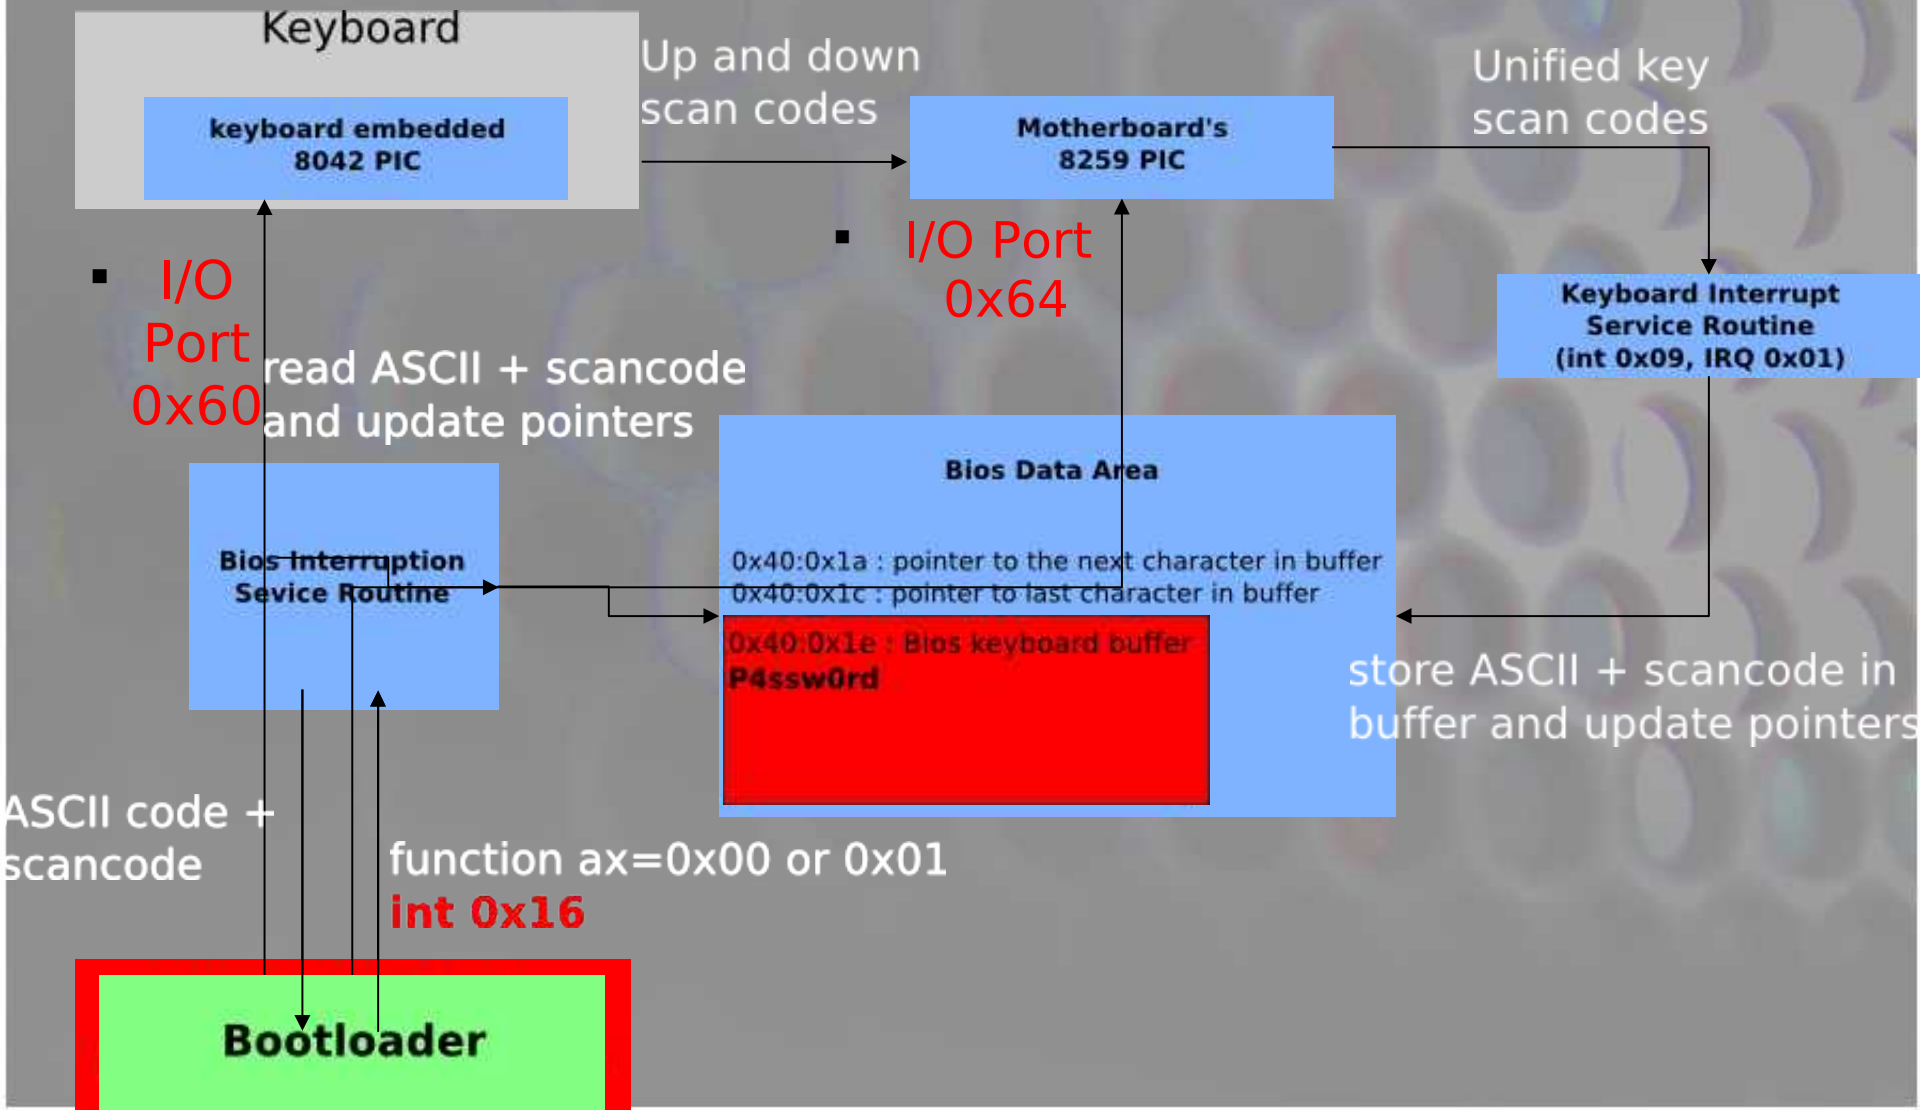 Keyboard
keyboard embedded
8042 PIC
Up and down
scan codes
Motherboard's
8259 PIC
Unified key
scan codes
I/O
Port
0x60
I/O Port
0x64
Keyboard Interrupt
Service Routine
(int 0x09, IRQ 0x01)
read ASCII + scancode
and update pointers
Bios Data Area
0x40:0x1a : pointer to the next character in buffer
0x40:0x1c : pointer to last character in buffer
0x40:0x1e : Bios keyboard buffer
P4ssw0rd
Bios Interruption
Sevice Routine
store ASCII + scancode in
buffer and update pointers
ASCII code +
scancode
function ax=0x00 or 0x01
int 0x16
Bootloader